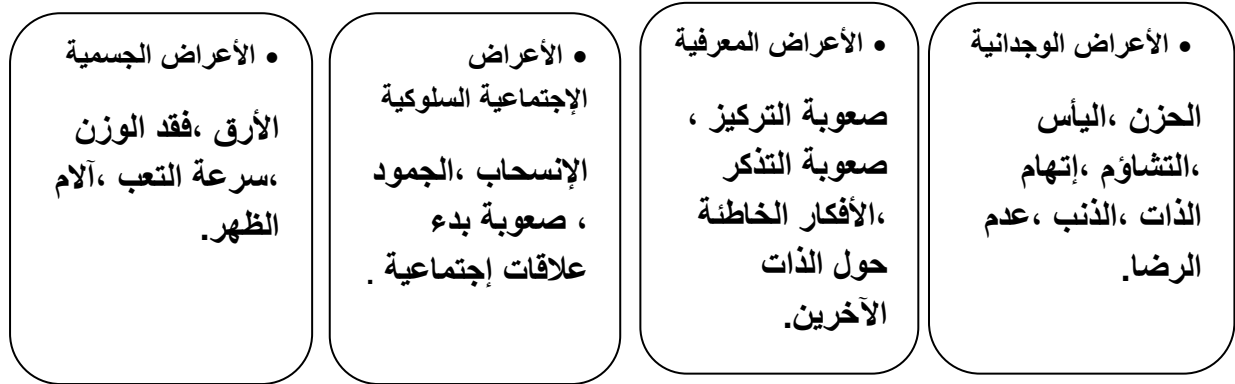 • الأعراض الوجدانية
الحزن ،اليأس
،التشاؤم ،إتهام
الذات ،الذنب ،عدم
الرضا.
• الأعراض المعرفية
صعوبة التركيز ،
صعوبة التذكر
،الأفكار الخاطئة
حول الذات
الآخرين.
• الأعراض
الإجتماعية السلوكية
الإنسحاب ،الجمود
، صعوبة بدء
علاقات إجتماعية .
• الأعراض الجسمية
الأرق ،فقد الوزن
،سرعة التعب ،آلام
الظهر.